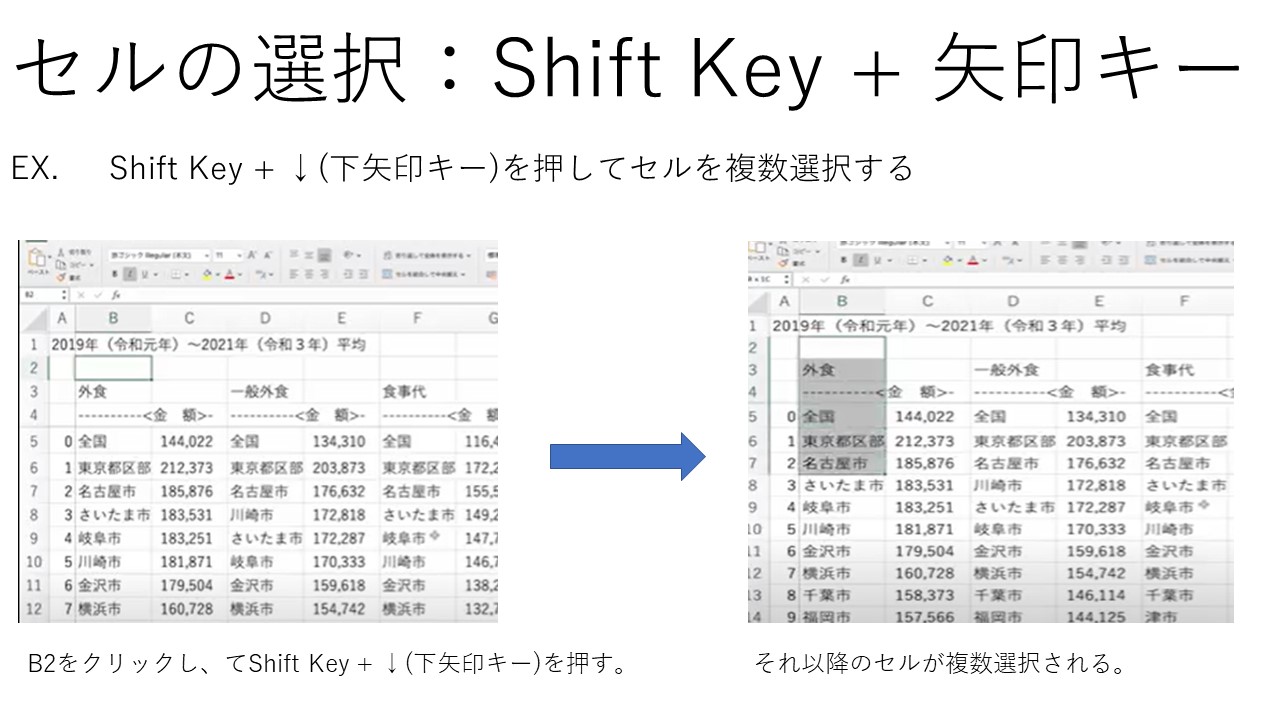 セルの選択：Shift Key + 矢印キー
EX.　Shift Key + ↓(下矢印キー)を押してセルを複数選択する
B2
fx
A B C D E F G
1 2019年（令和元年）～2021年（令和３年）平均
2
3 外食 一般外食 食事代
4 ----------<金　額>- ----------<金　額>- ----------<金　額
5 0 全国 144,022 全国 134,310 全国 116,4
6 1 東京都区部 212,373 東京都区部 203,873 東京都区部 172,2
7 2 名古屋市 185,876 名古屋市 176,632 名古屋市 155,5
8 3 さいたま市 183,531 川崎市 172,818 さいたま市 149,2
9 4 岐阜市 183,251 さいたま市 172,287 岐阜市 147,7
10 5 川崎市 181,871 岐阜市 170,333 川崎市 146,7
11 6 金沢市 179,504 金沢市 159,618 金沢市 138,2
12 7 横浜市 160,728 横浜市 154,742 横浜市 132,7
B2をクリックし、てShift Key + ↓(下矢印キー)を押す。
fx
A B C D E F
1 2019年（令和元年）～2021年（令和３年）平均
2
3 外食 一般外食 食事代
4 ----------<金　額>- ----------<金　額>- ----------<
5 0 全国 144,022 全国 134,310 全国
6 1 東京都区部 212,373 東京都区部 203,873 東京都区部
7 2 名古屋市 185,876 名古屋市 176,632 名古屋市
8 3 さいたま市 183,531 川崎市 172,818 さいたま市
9 4 岐阜市 183,251 さいたま市 172,287 岐阜市
10 5 川崎市 181,871 岐阜市 170,333 川崎市
11 6 金沢市 179,504 金沢市 159,618 金沢市
12 7 横浜市 160,728 横浜市 154,742 横浜市
13 8 千葉市 158,373 千葉市 146,114 千葉市
14 9 福岡市 157,566 福岡市 144,125 津市
それ以降のセルが複数選択される。